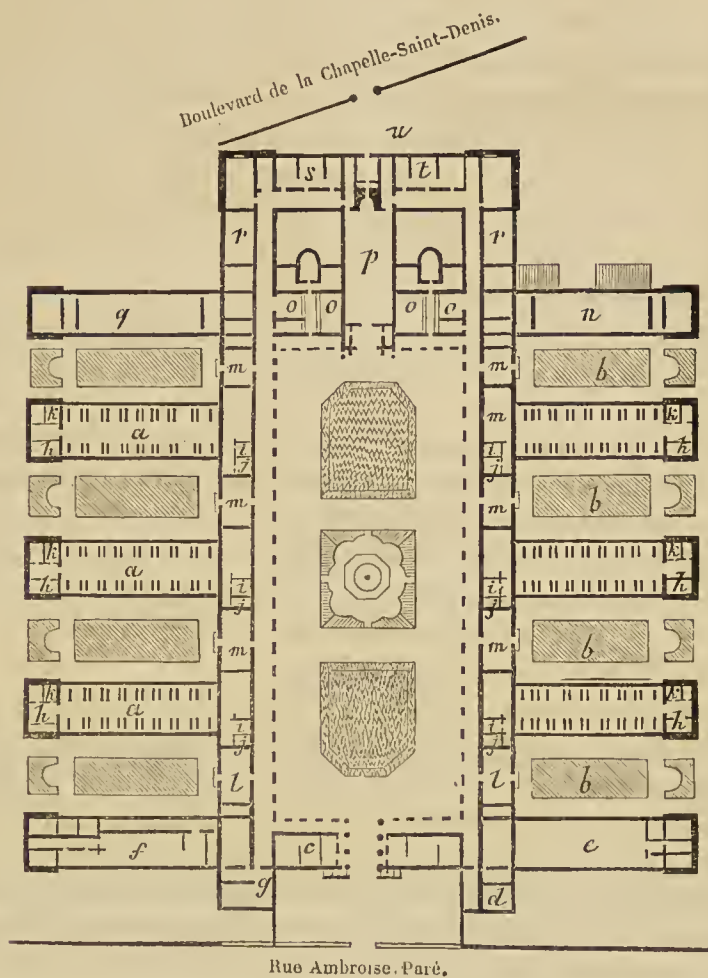 Boulevard de la Chapelle-Saint-Denis.
u
s t
r p r
q o o o o n
m m b
k a m k
h i j i j h
m m b
k a k
h i j i j h
m m b
k a k
h i j i j h
l l b
f c e
g d
Rue Ambroise.Paré.